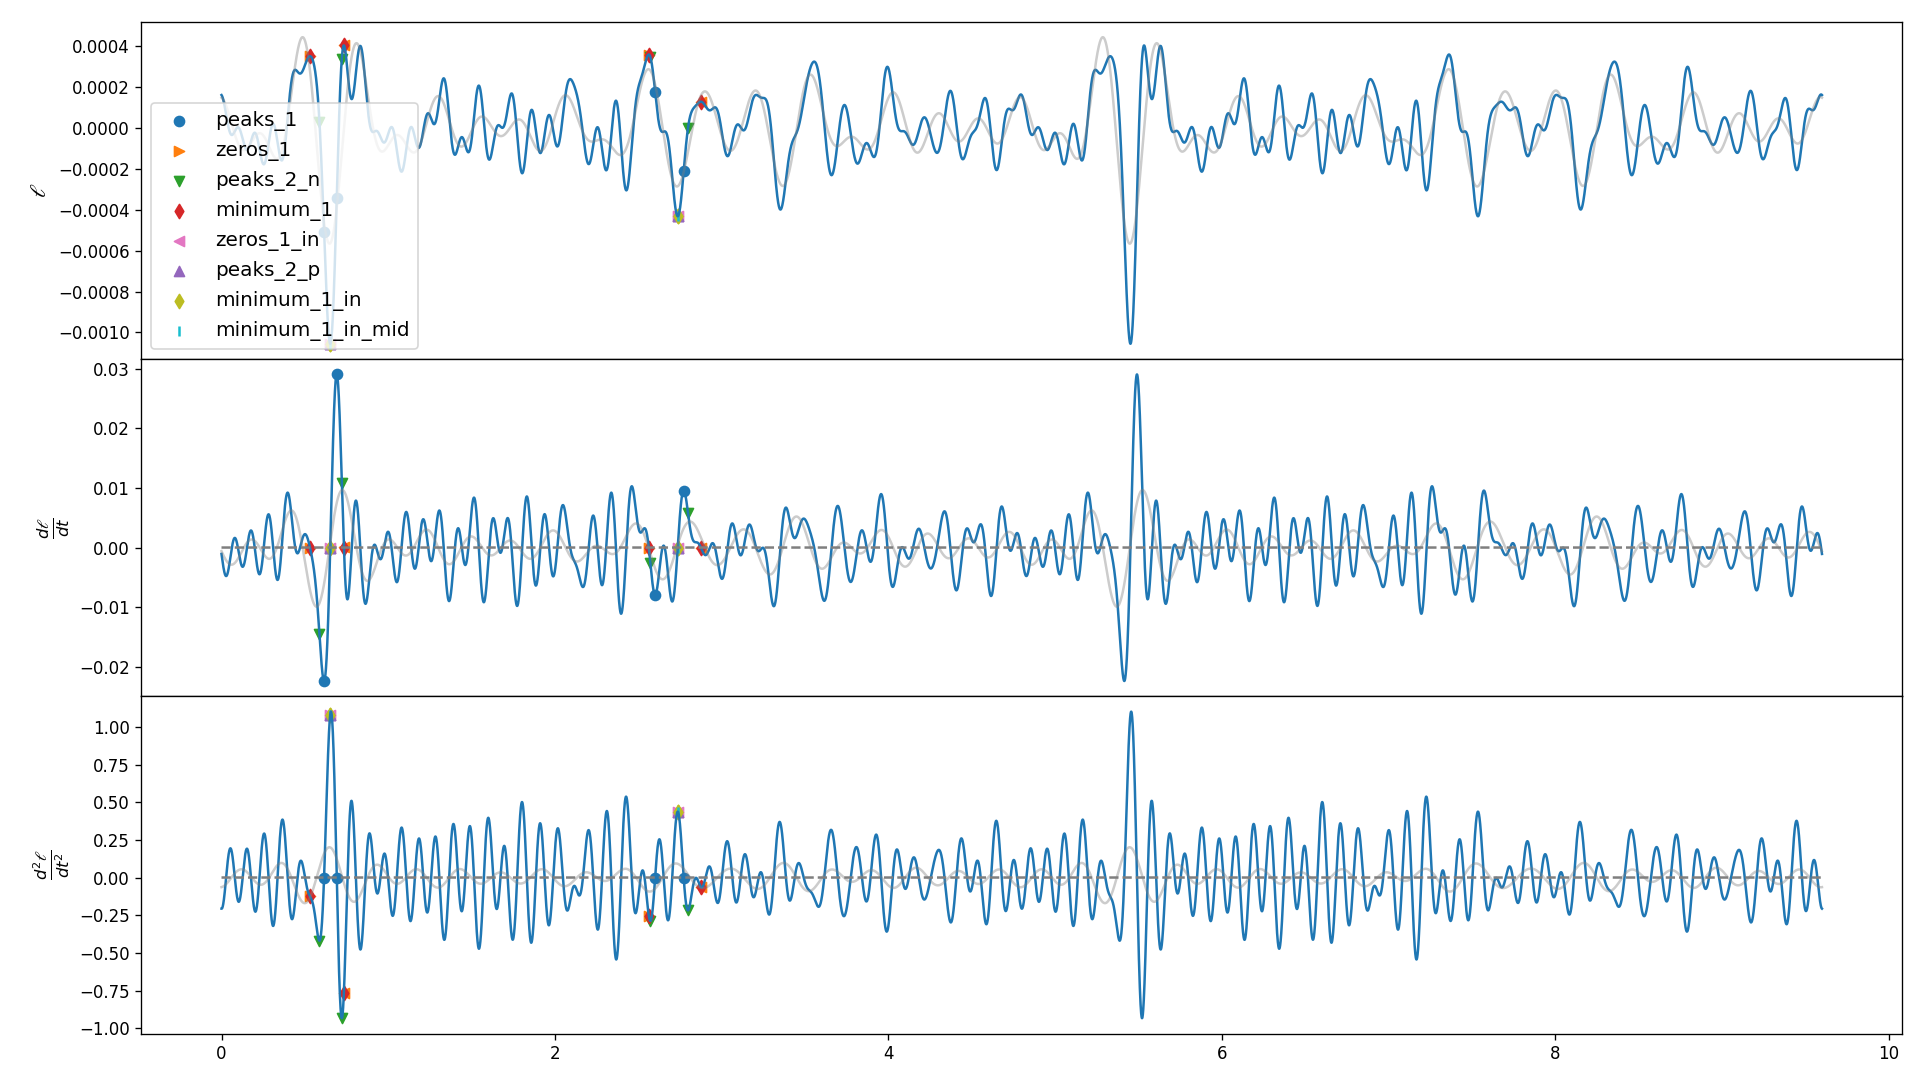 0.0004
0.0002
0.0000
−0.0002
−0.0004
−0.0006
−0.0008
−0.0010
ℓ
peaks_1
zeros_1
peaks_2_n
minimum_1
zeros_1_in
peaks_2_p
minimum_1_in
minimum_1_in_mid
0.03
0.02
0.01
0.00
−0.01
−0.02
dℓ
dt
1.00
0.75
0.50
0.25
0.00
−0.25
−0.50
−0.75
−1.00
d²ℓ
dt²
0 2 4 6 8 10